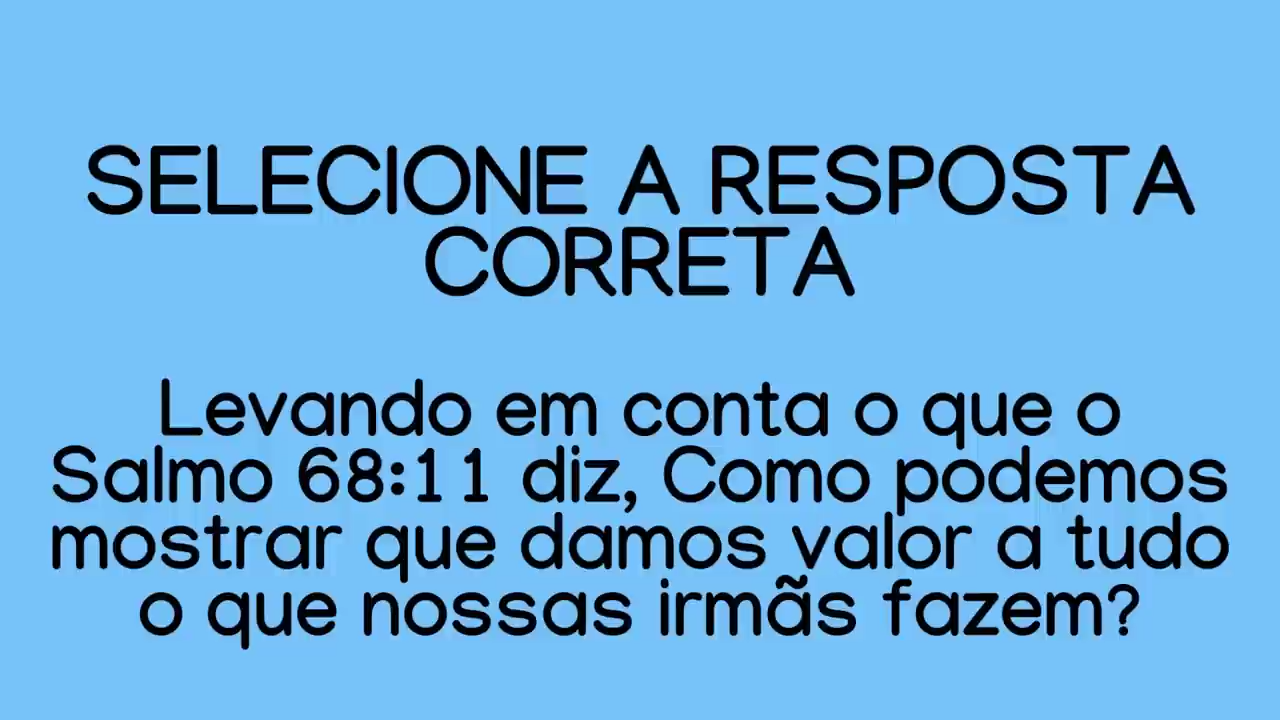 SELECIONE A RESPOSTA
CORRETA
Levando em conta o que o
Salmo 68:11 diz, Como podemos
mostrar que damos valor a tudo
o que nossas irmãs fazem?